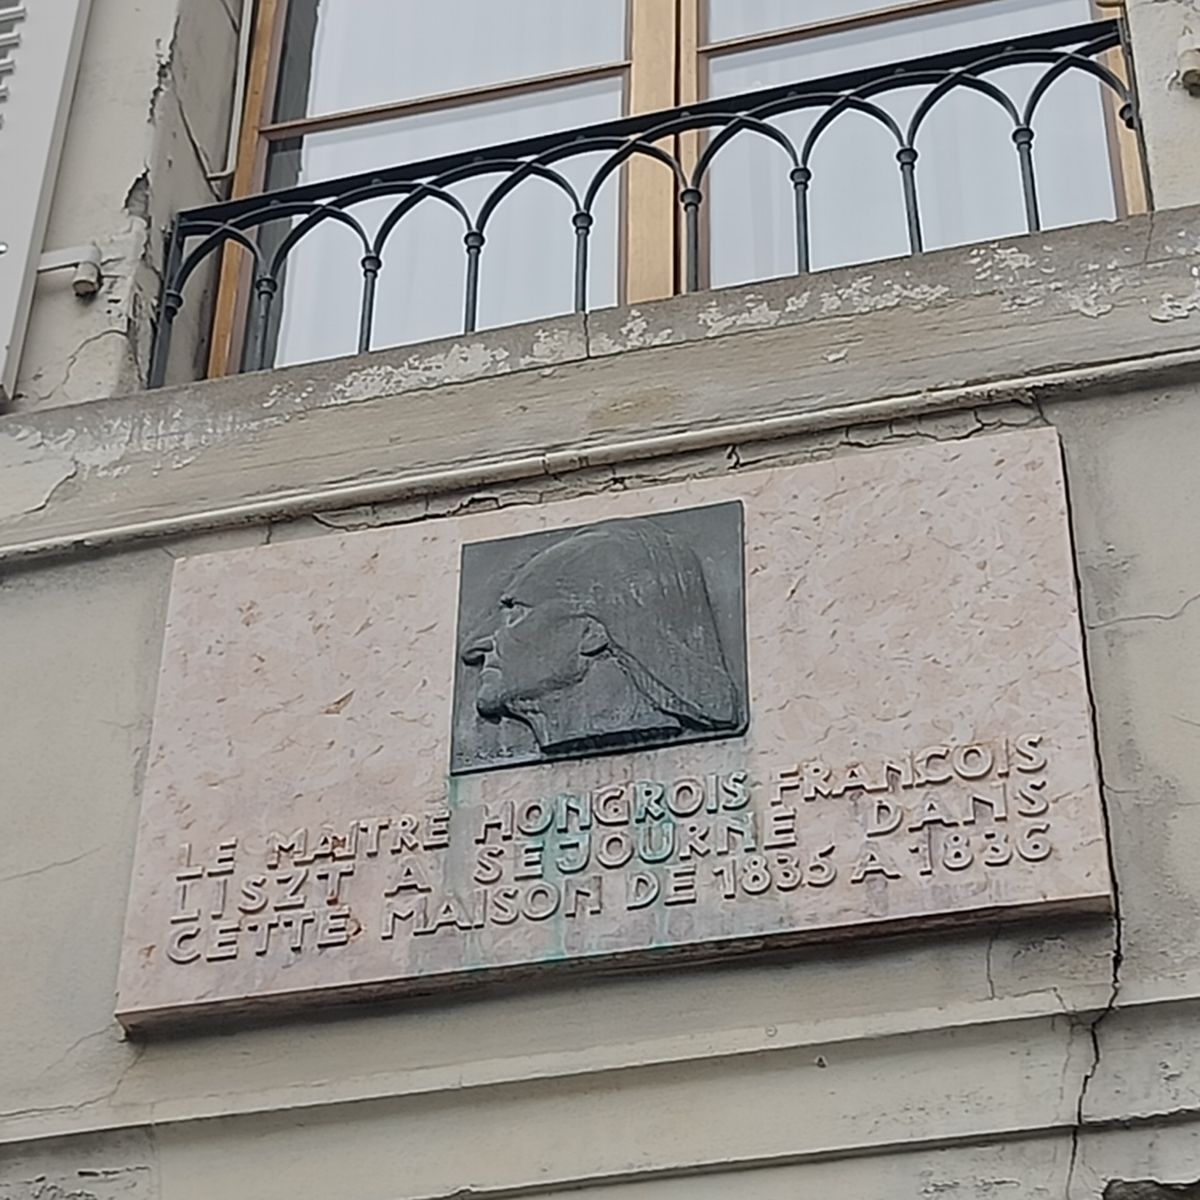 LE MAITRE HONGROIS FRANCOIS
LISZT A SEJOURNE DANS
CETTE MAISON DE 1835 A 1836